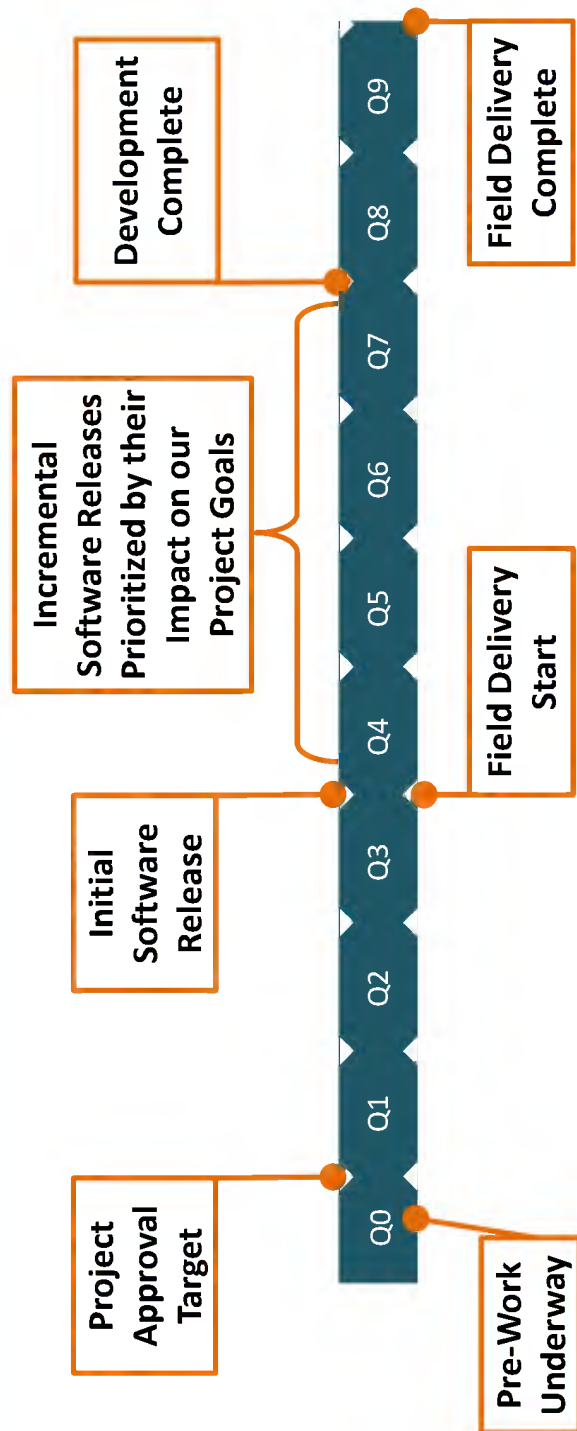 Project
Approval
Target
Initial
Software
Release
Incremental
Software Releases
Prioritized by their
Impact on our
Project Goals
Development
Complete
Q0
Q1
Q2
Q3
Q4
Q5
Q6
Q7
Q8
Q9
Pre-Work
Underway
Field Delivery
Start
Field Delivery
Complete